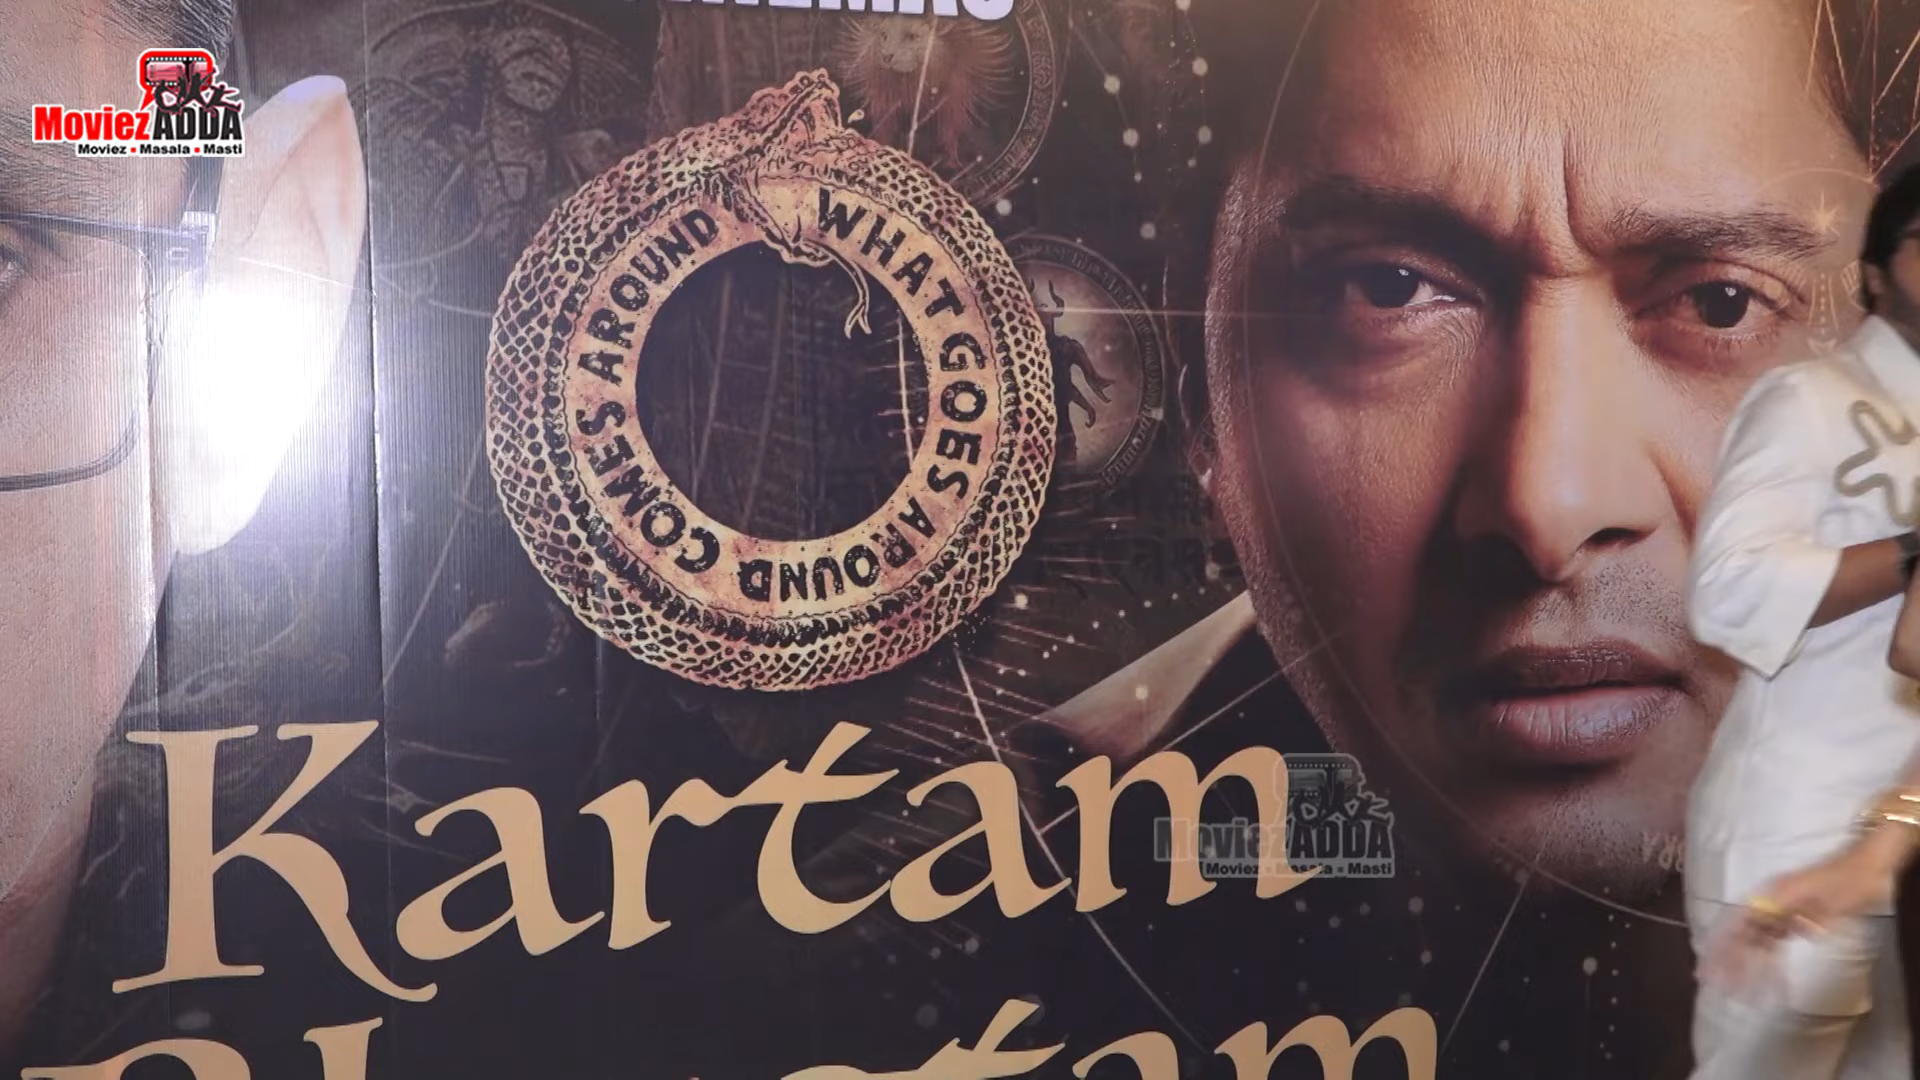 MoviezADDA
Moviez • Masala • Masti
WHAT GOES AROUND COMES AROUND
Kartam
MoviezADDA
Moviez • Masala • Masti